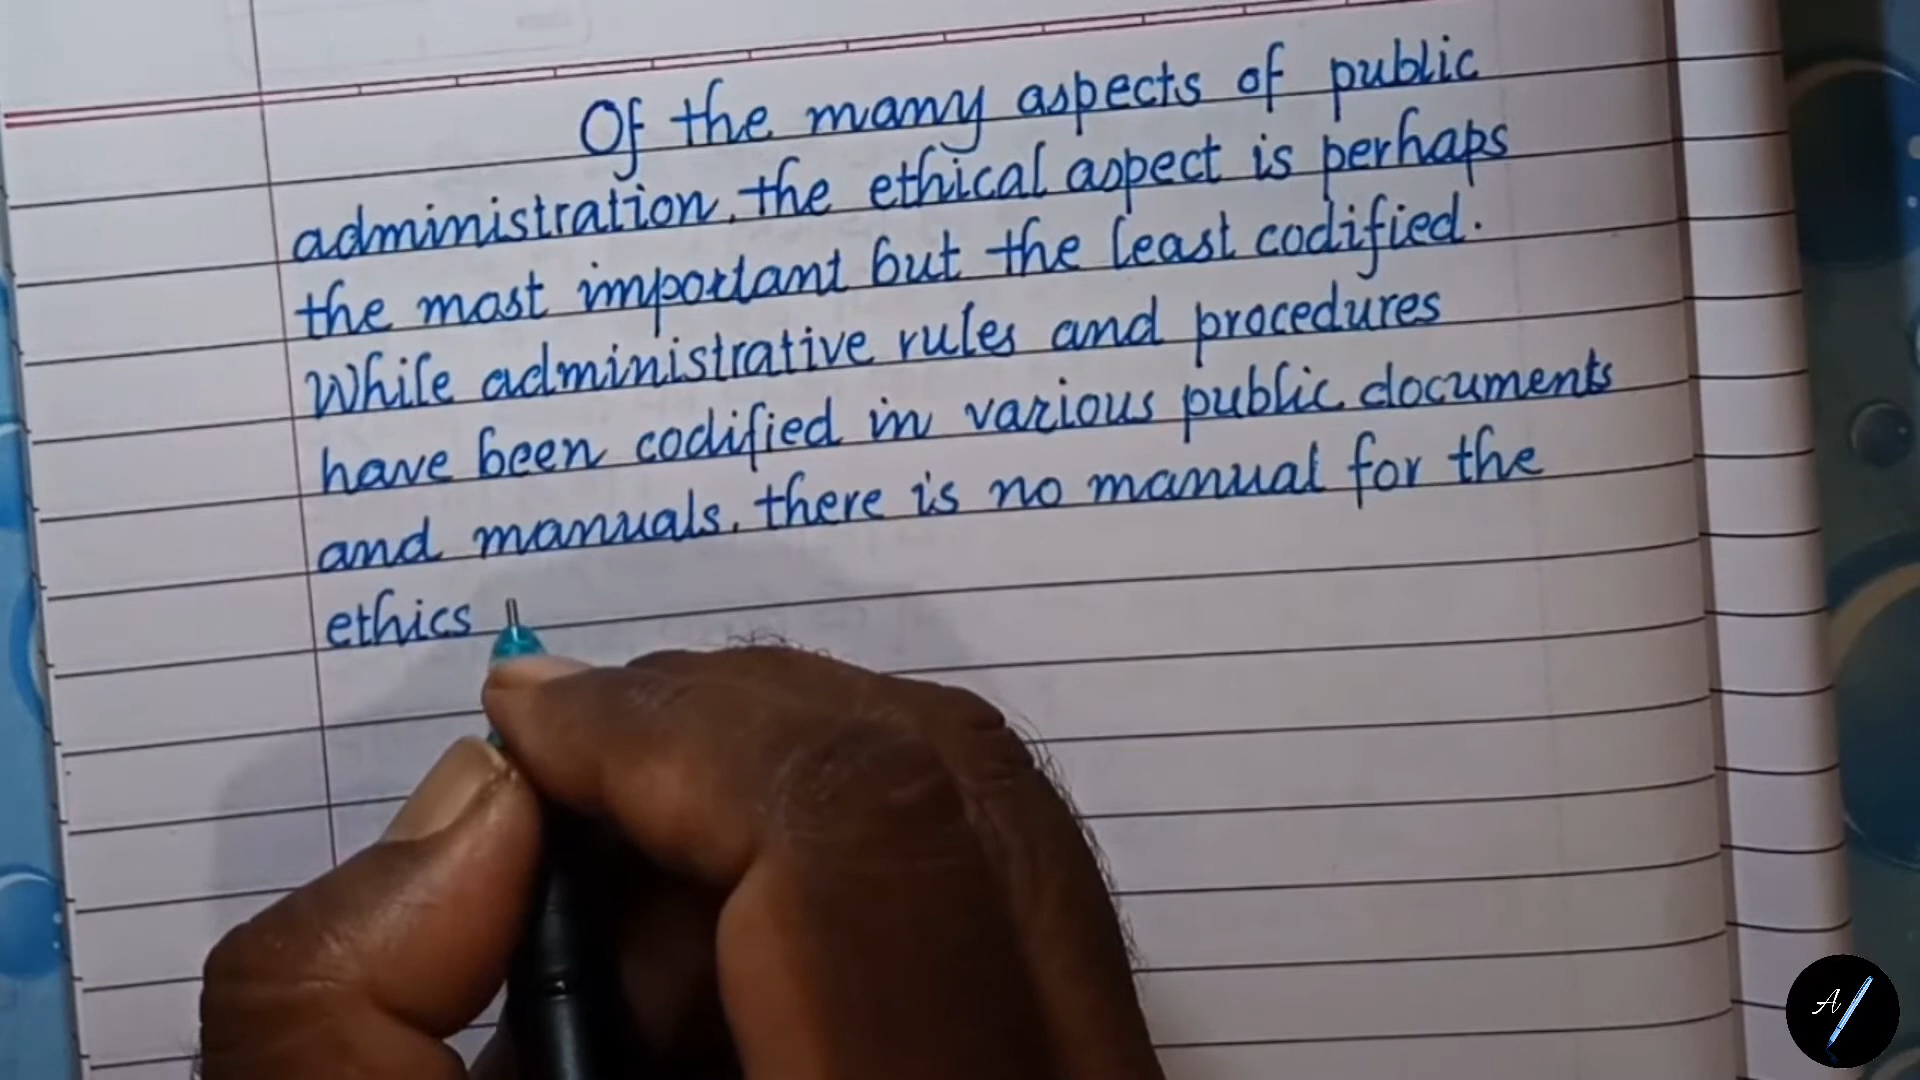 Of the many aspects of public
administration, the ethical aspect is perhaps
the most important but the least codified.
While administrative rules and procedures
have been codified in various public documents
and manuals, there is no manual for the
ethics
A